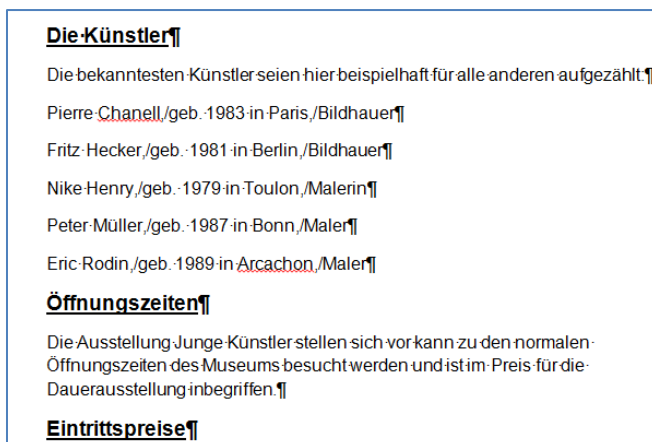 Die Künstler¶
Die bekanntesten Künstler seien hier beispielhaft für alle anderen aufgezählt:¶
Pierre Chanell,/geb. 1983 in Paris,/Bildhauer¶
Fritz Hecker,/geb. 1981 in Berlin,/Bildhauer¶
Nike Henry,/geb. 1979 in Toulon,/Malerin¶
Peter Müller,/geb. 1987 in Bonn,/Maler¶
Eric Rodin,/geb. 1989 in Arcachon,/Maler¶
Öffnungszeiten¶
Die Ausstellung Junge Künstler stellen sich vor kann zu den normalen
Öffnungszeiten des Museums besucht werden und ist im Preis für die
Dauerausstellung inbegriffen.¶
Eintrittspreise¶